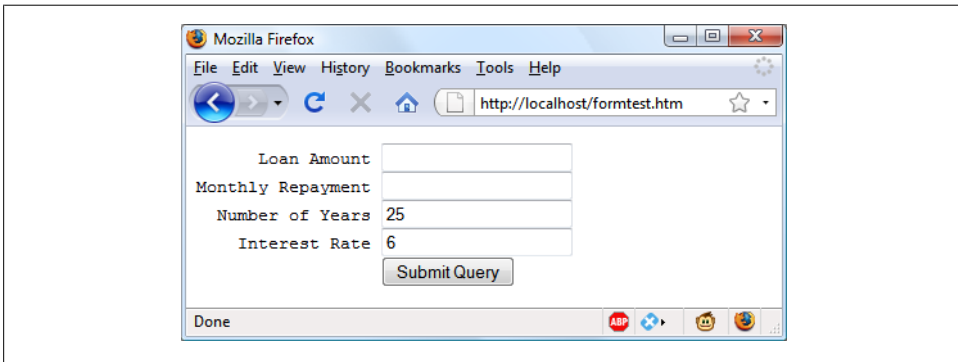 Mozilla Firefox
File Edit View History Bookmarks Tools Help
http://localhost/formtest.htm
Loan Amount
Monthly Repayment
Number of Years 25
Interest Rate 6
Submit Query
Done
ABP